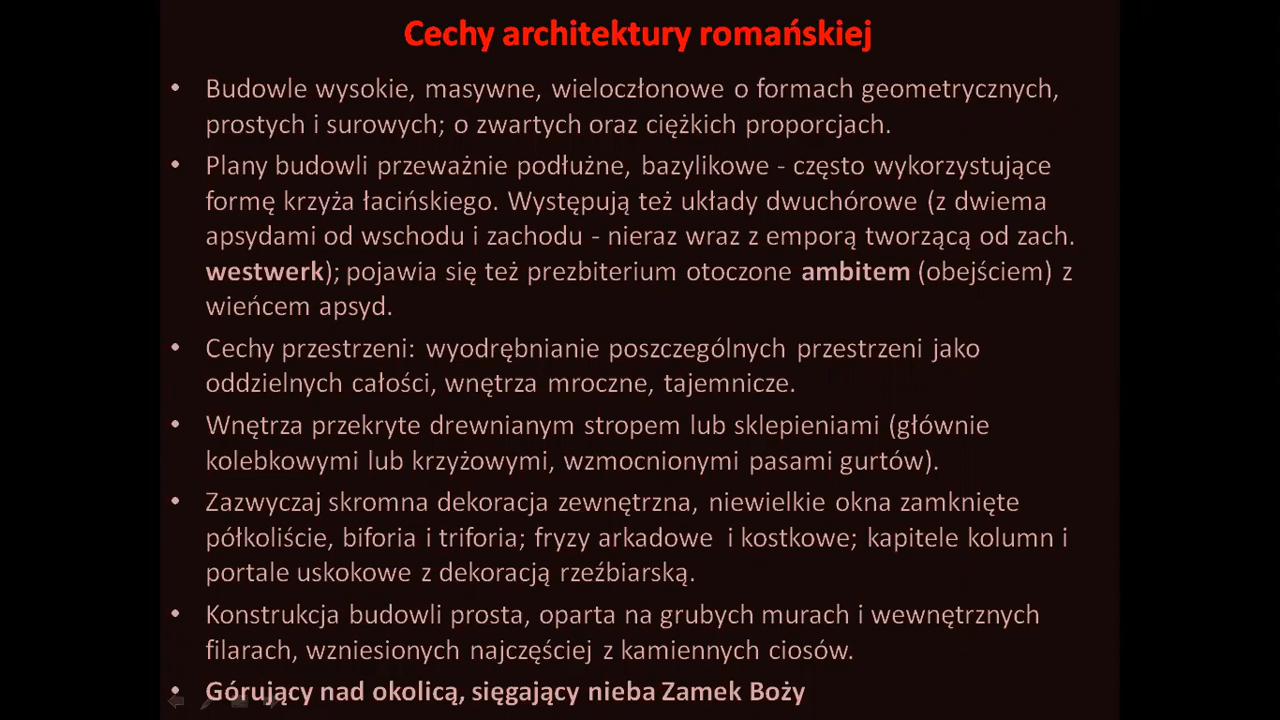 Cechy architektury romańskiej
• Budowle wysokie, masywne, wieloczłonowe o formach geometrycznych,
prostych i surowych; o zwartych oraz ciężkich proporcjach.
• Plany budowli przeważnie podłużne, bazylikowe - często wykorzystujące
formę krzyża łacińskiego. Występują też układy dwuchórowe (z dwiema
apsydami od wschodu i zachodu - nieraz wraz z emporą tworzącą od zach.
westwerk); pojawia się też prezbiterium otoczone ambitem (obejściem) z
wieńcem apsyd.
• Cechy przestrzeni: wyodrębnianie poszczególnych przestrzeni jako
oddzielnych całości, wnętrza mroczne, tajemnicze.
• Wnętrza przekryte drewnianym stropem lub sklepieniami (głównie
kolebkowymi lub krzyżowymi, wzmocnionymi pasami gurtów).
• Zazwyczaj skromna dekoracja zewnętrzna, niewielkie okna zamknięte
półkoliście, biforia i triforia; fryzy arkadowe i kostkowe; kapitele kolumn i
portale uskokowe z dekoracją rzeźbiarską.
• Konstrukcja budowli prosta, oparta na grubych murach i wewnętrznych
filarach, wzniesionych najczęściej z kamiennych ciosów.
• Górujący nad okolicą, sięgający nieba Zamek Boży